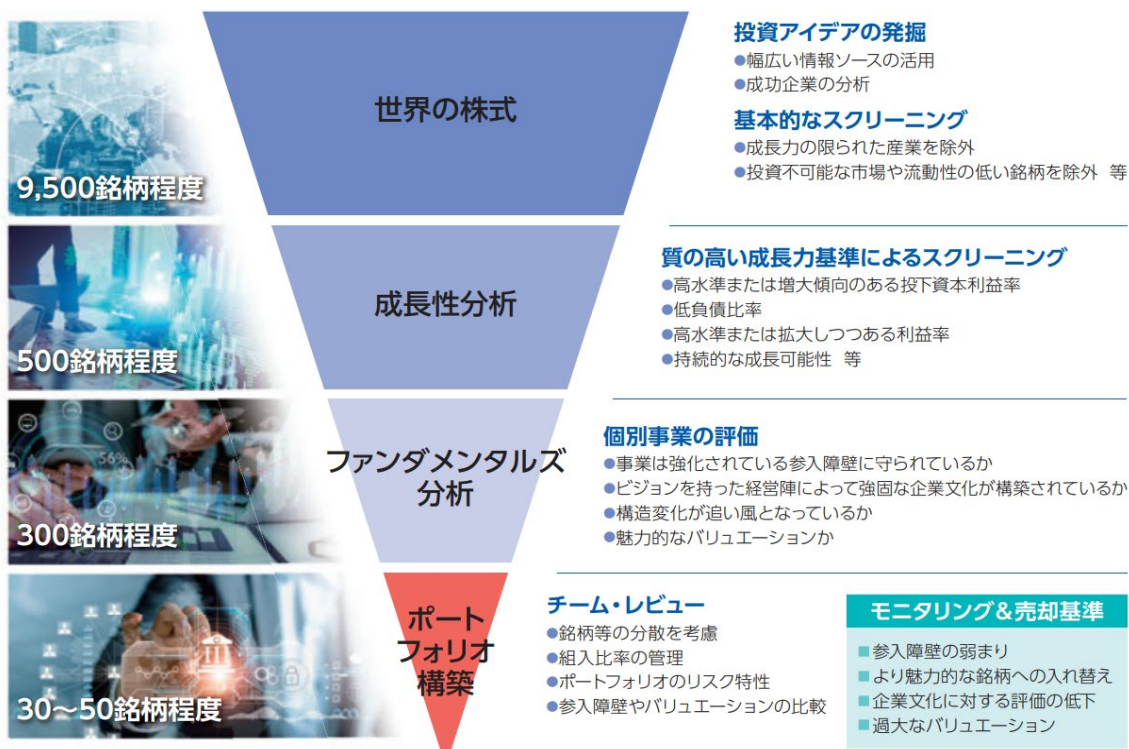 世界の株式
9,500銘柄程度
投資アイデアの発掘
●幅広い情報ソースの活用
●成功企業の分析
基本的なスクリーニング
●成長力の限られた産業を除外
●投資不可能な市場や流動性の低い銘柄を除外 等
成長性分析
500銘柄程度
質の高い成長力基準によるスクリーニング
●高水準または増大傾向のある投下資本利益率
●低負債比率
●高水準または拡大しつつある利益率
●持続的な成長可能性 等
ファンダメンタルズ
分析
56%
300銘柄程度
個別事業の評価
●事業は強化されている参入障壁に守られているか
●ビジョンを持った経営陣によって強固な企業文化が構築されているか
●構造変化が追い風となっているか
●魅力的なバリュエーションか
ポート
フォリオ
構築
30〜50銘柄程度
チーム・レビュー
●銘柄等の分散を考慮
●組入比率の管理
●ポートフォリオのリスク特性
●参入障壁やバリュエーションの比較
モニタリング&売却基準
■参入障壁の弱まり
■より魅力的な銘柄への入れ替え
■企業文化に対する評価の低下
■過大なバリュエーション